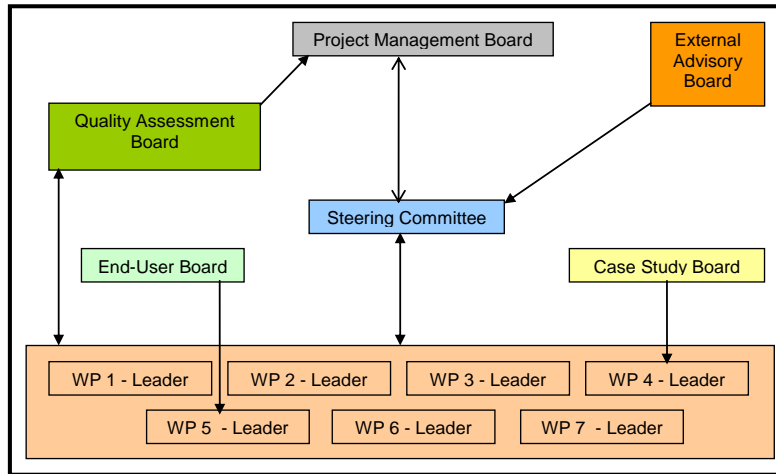 Project Management Board
External
Advisory
Board
Quality Assessment
Board
Steering Committee
End-User Board
Case Study Board
WP 1 - Leader
WP 2 - Leader
WP 3 - Leader
WP 4 - Leader
WP 5 - Leader
WP 6 - Leader
WP 7 - Leader